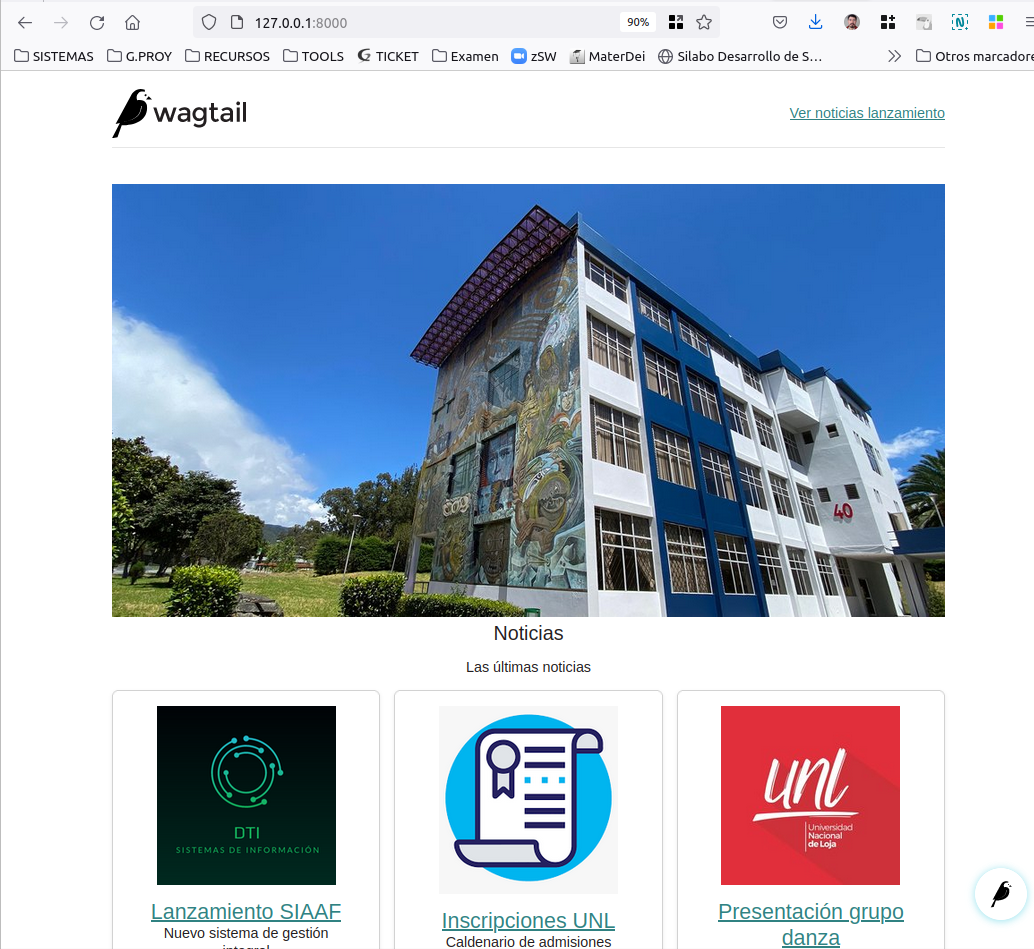 127.0.0.1:8000
90%
SISTEMAS
G.PROY
RECURSOS
TOOLS
TICKET
Examen
zSW
MaterDei
Silabo Desarrollo de S…
Otros marcadore
wagtail
Ver noticias lanzamiento
40
Noticias
Las últimas noticias
DTI
SISTEMAS DE INFORMACIÓN
Lanzamiento SIAAF
Nuevo sistema de gestión
integral
Inscripciones UNL
Caldenario de admisiones
unl
Universidad
Nacional
de Loja
Presentación grupo
danza